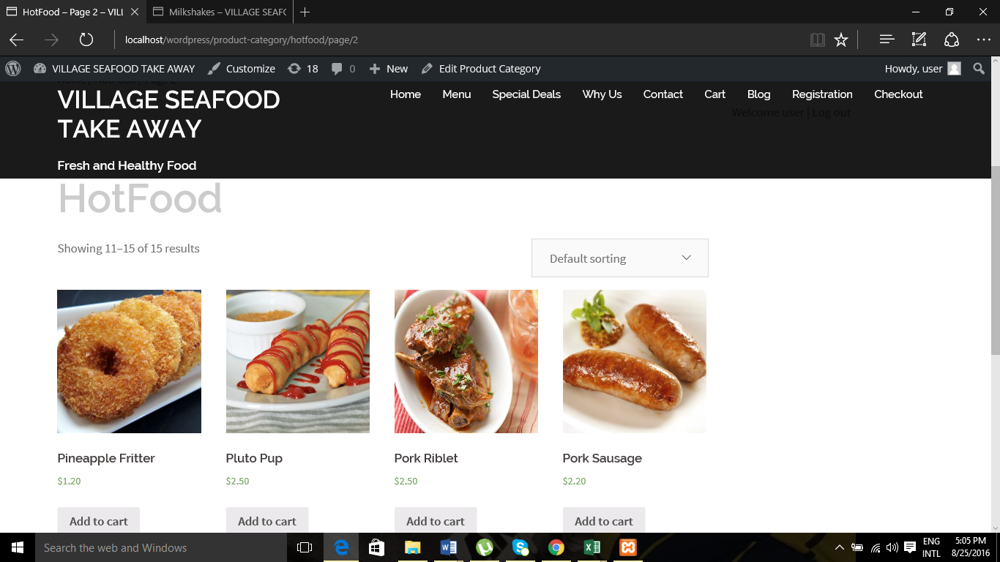 HotFood – Page 2 – VILL
Milkshakes – VILLAGE SEAFO
localhost/wordpress/product-category/hotfood/page/2
VILLAGE SEAFOOD TAKE AWAY
Customize
18
0
New
Edit Product Category
Howdy, user
VILLAGE SEAFOOD
TAKE AWAY
Home
Menu
Special Deals
Why Us
Contact
Cart
Blog
Registration
Checkout
Welcome user | Log out
Fresh and Healthy Food
HotFood
Showing 11–15 of 15 results
Default sorting
Pineapple Fritter
Pluto Pup
Pork Riblet
Pork Sausage
$1.20
$2.50
$2.50
$2.20
Add to cart
Add to cart
Add to cart
Add to cart
Search the web and Windows
ENG
INTL
5:05 PM
8/25/2016